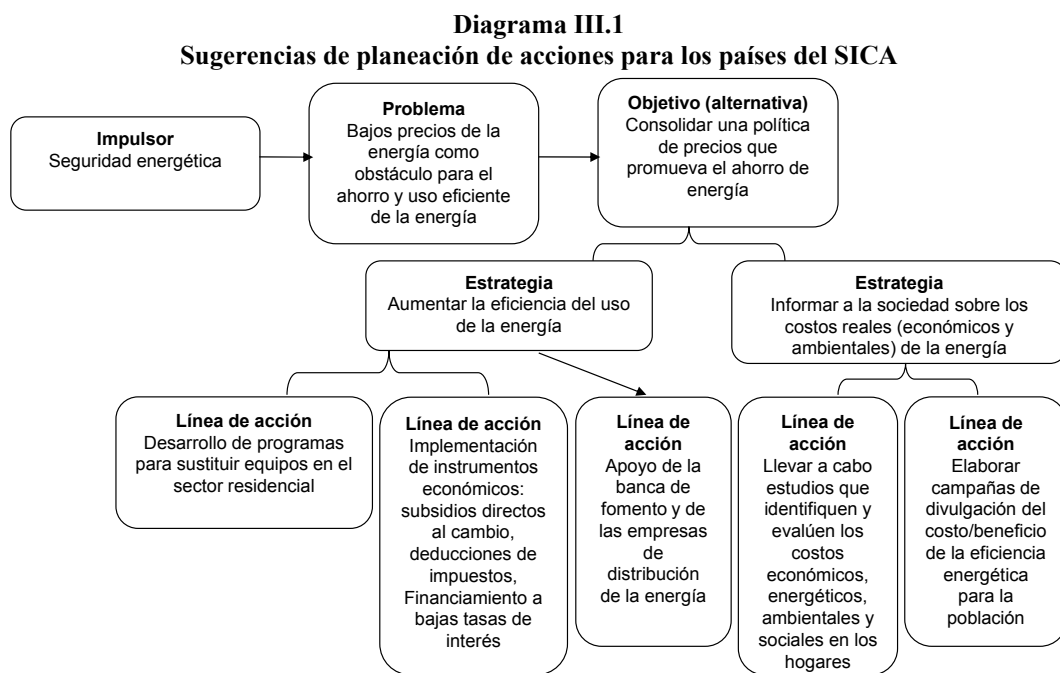 Diagrama III.1
Sugerencias de planeación de acciones para los países del SICA
Impulsor
Seguridad energética
Problema
Bajos precios de la
energía como
obstáculo para el
ahorro y uso eficiente
de la energía
Objetivo (alternativa)
Consolidar una política
de precios que
promueva el ahorro de
energía
Estrategia
Aumentar la eficiencia del uso
de la energía
Estrategia
Informar a la sociedad sobre los
costos reales (económicos y
ambientales) de la energía
Línea de acción
Desarrollo de programas
para sustituir equipos en el
sector residencial
Línea de acción
Implementación
de instrumentos
económicos:
subsidios directos
al cambio,
deducciones de
impuestos,
Financiamiento a
bajas tasas de
interés
Línea de
acción
Apoyo de la
banca de
fomento y de
las empresas
de
distribución
de la energía
Línea de
acción
Llevar a cabo
estudios que
identifiquen y
evalúen los
costos
económicos,
energéticos,
ambientales y
sociales en los
hogares
Línea de
acción
Elaborar
campañas de
divulgación del
costo/beneficio
de la eficiencia
energética
para la
población